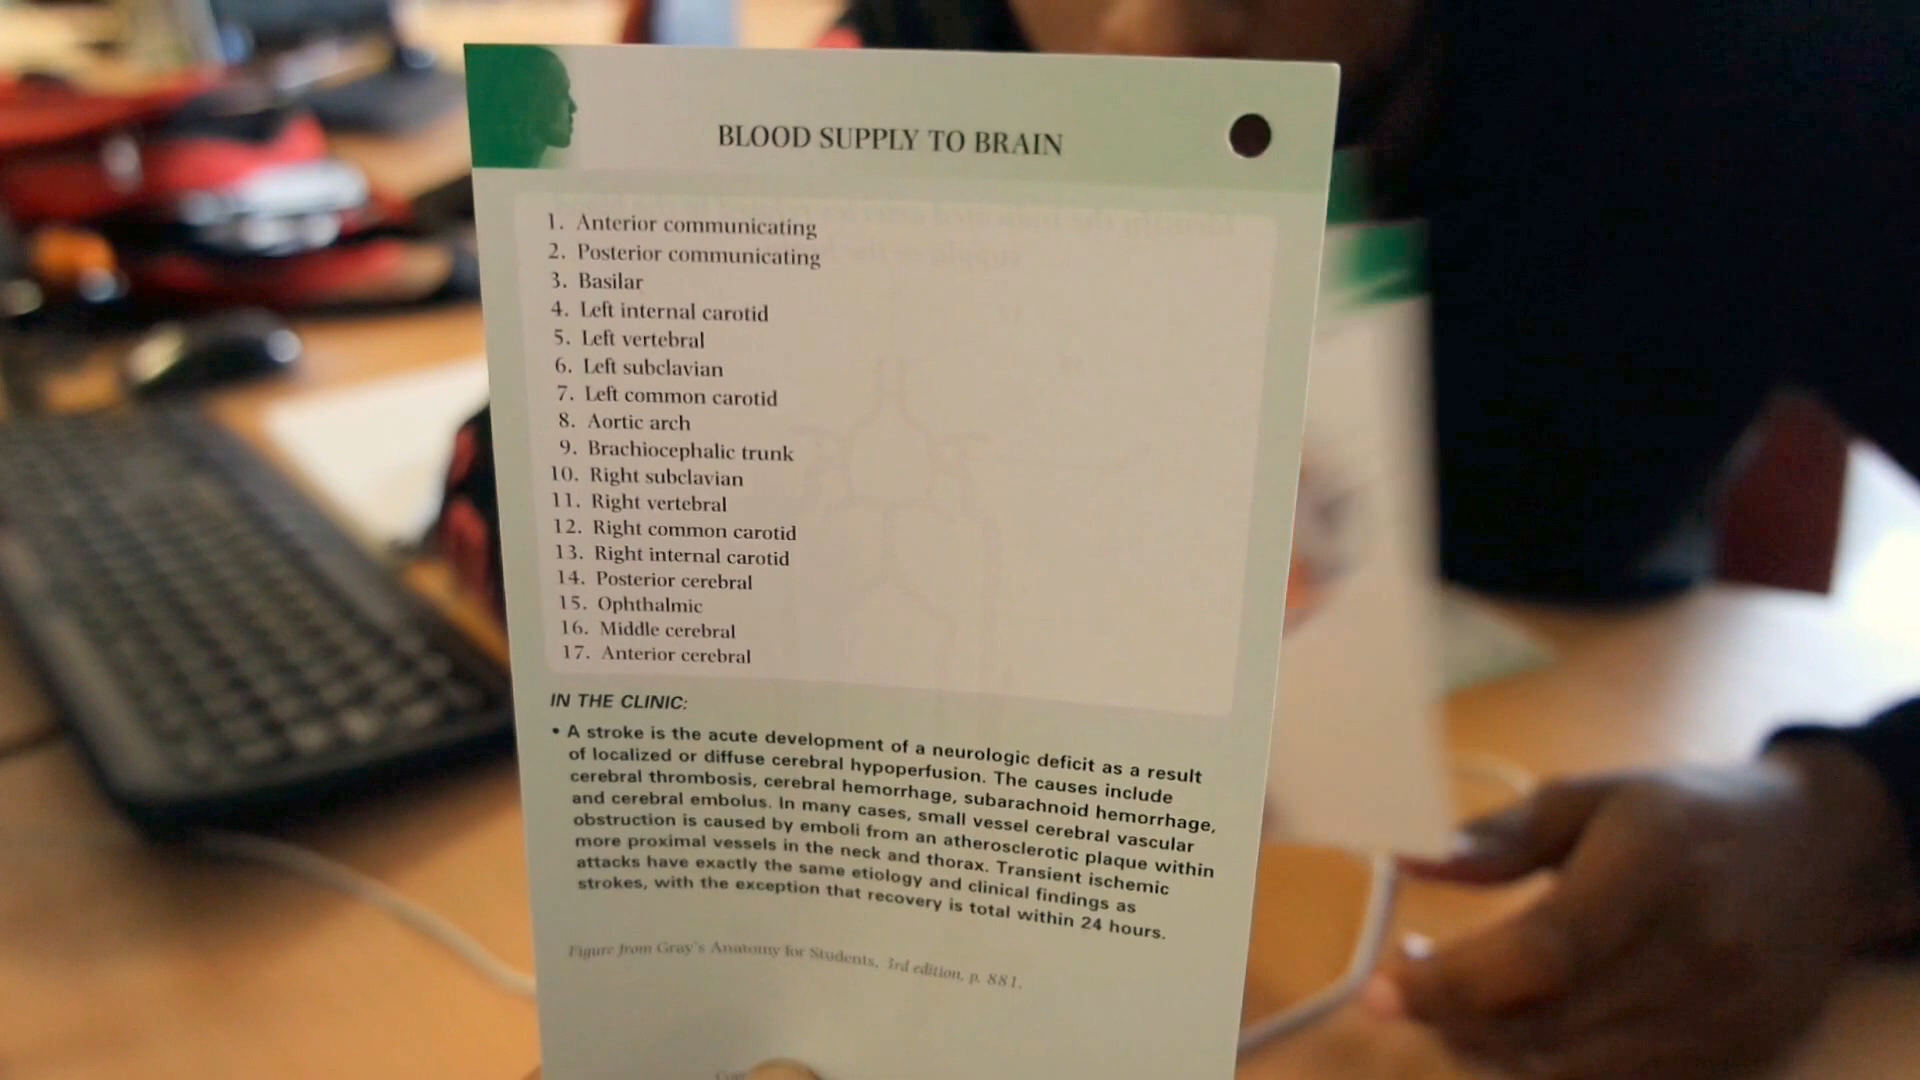 BLOOD SUPPLY TO BRAIN
1. Anterior communicating
2. Posterior communicating
3. Basilar
4. Left internal carotid
5. Left vertebral
6. Left subclavian
7. Left common carotid
8. Aortic arch
9. Brachiocephalic trunk
10. Right subclavian
11. Right vertebral
12. Right common carotid
13. Right internal carotid
14. Posterior cerebral
15. Ophthalmic
16. Middle cerebral
17. Anterior cerebral
IN THE CLINIC:
• A stroke is the acute development of a neurologic deficit as a result
of localized or diffuse cerebral hypoperfusion. The causes include
cerebral thrombosis, cerebral hemorrhage, subarachnoid hemorrhage,
and cerebral embolus. In many cases, small vessel cerebral vascular
obstruction is caused by emboli from an atherosclerotic plaque within
more proximal vessels in the neck and thorax. Transient ischemic
attacks have exactly the same etiology and clinical findings as
strokes, with the exception that recovery is total within 24 hours.
Figure from Gray's Anatomy for Students, 3rd edition, p. 881.